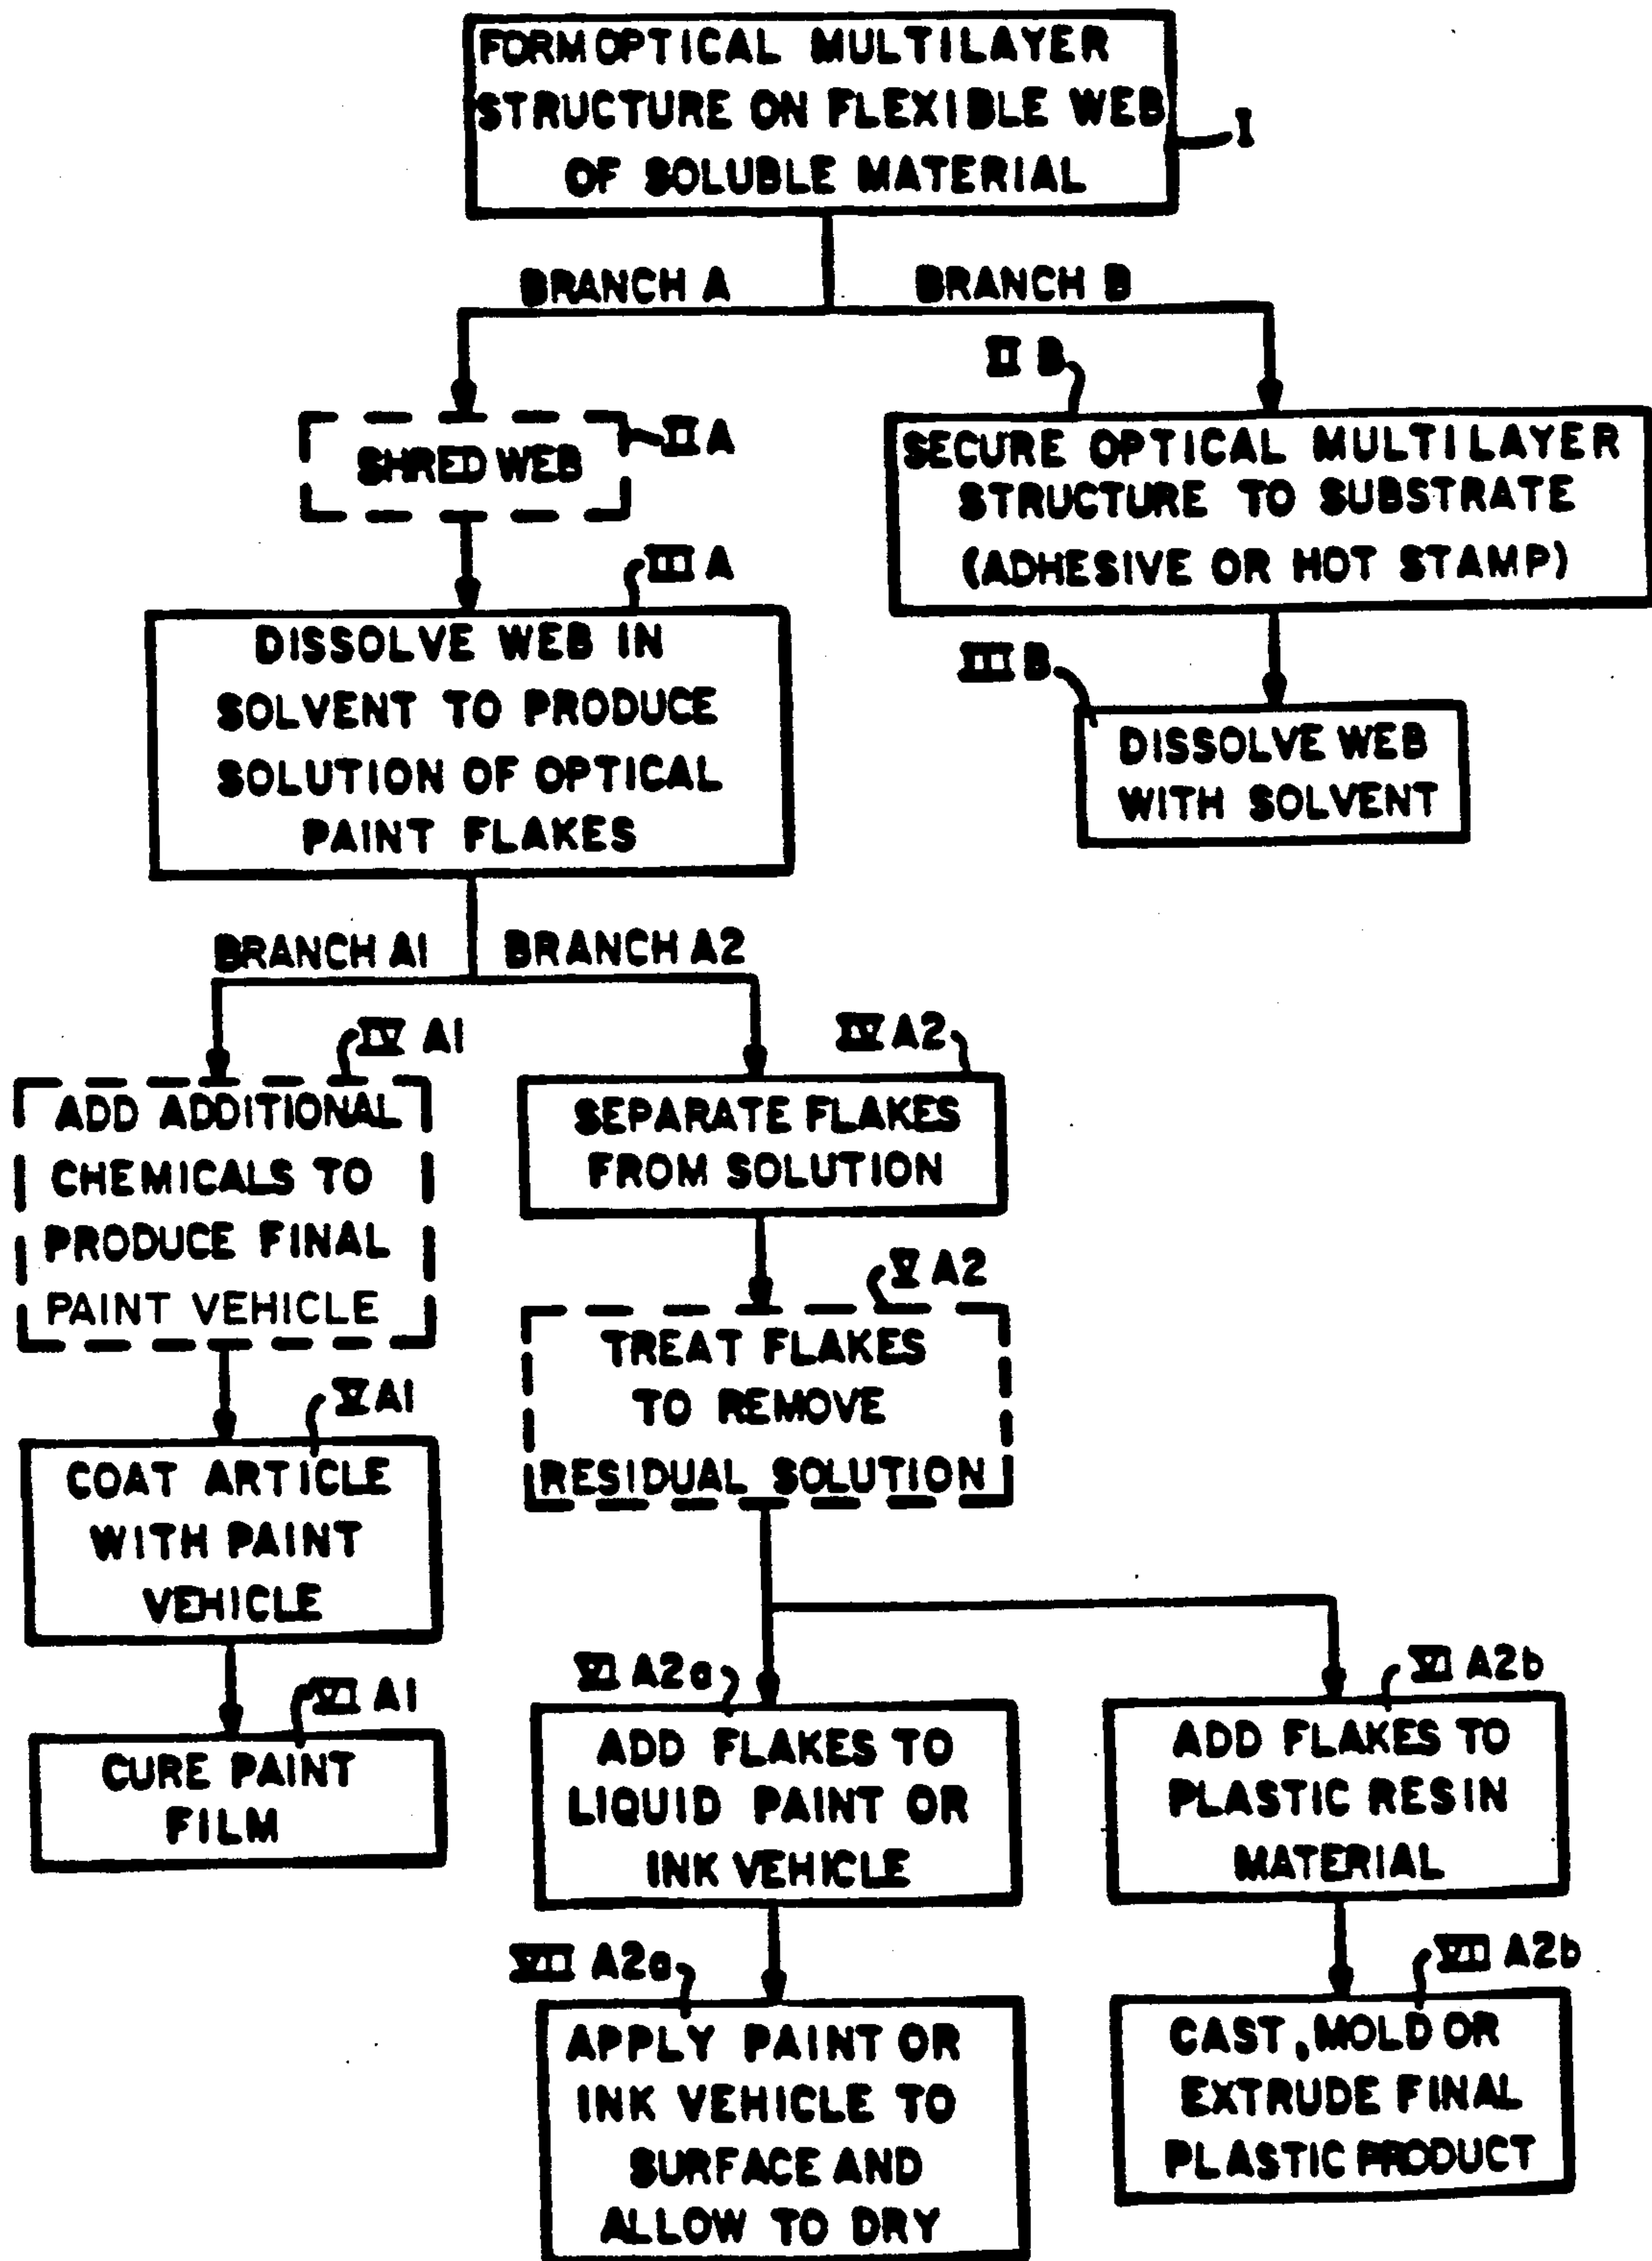 FORM OPTICAL MULTILAYER
STRUCTURE ON FLEXIBLE WEB
OF SOLUBLE MATERIAL
I
BRANCH A
BRANCH B
II A
SHRED WEB
II B
SECURE OPTICAL MULTILAYER
STRUCTURE TO SUBSTRATE
(ADHESIVE OR HOT STAMP)
III A
DISSOLVE WEB IN
SOLVENT TO PRODUCE
SOLUTION OF OPTICAL
PAINT FLAKES
III B
DISSOLVE WEB
WITH SOLVENT
BRANCH A1
BRANCH A2
IV A1
ADD ADDITIONAL
CHEMICALS TO
PRODUCE FINAL
PAINT VEHICLE
IV A2
SEPARATE FLAKES
FROM SOLUTION
V A2
TREAT FLAKES
TO REMOVE
RESIDUAL SOLUTION
V A1
COAT ARTICLE
WITH PAINT
VEHICLE
VI A1
CURE PAINT
FILM
VI A2a
ADD FLAKES TO
LIQUID PAINT OR
INK VEHICLE
VI A2b
ADD FLAKES TO
PLASTIC RESIN
MATERIAL
VII A2a
APPLY PAINT OR
INK VEHICLE TO
SURFACE AND
ALLOW TO DRY
VII A2b
CAST, MOLD OR
EXTRUDE FINAL
PLASTIC PRODUCT